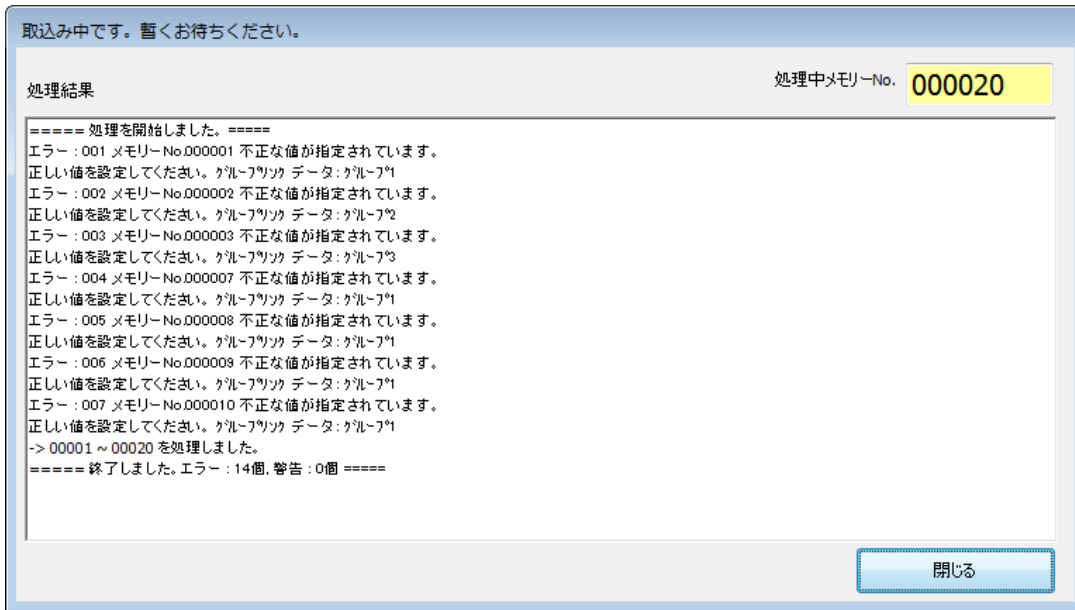 取込み中です。暫くお待ちください。
処理中メモリーNo. 000020
処理結果
===== 処理を開始しました。=====
エラー : 001 メモリーNo.000001 不正な値が指定されています。
正しい値を設定してください。グループリンク データ: グループ1
エラー : 002 メモリーNo.000002 不正な値が指定されています。
正しい値を設定してください。グループリンク データ: グループ2
エラー : 003 メモリーNo.000003 不正な値が指定されています。
正しい値を設定してください。グループリンク データ: グループ3
エラー : 004 メモリーNo.000007 不正な値が指定されています。
正しい値を設定してください。グループリンク データ: グループ1
エラー : 005 メモリーNo.000008 不正な値が指定されています。
正しい値を設定してください。グループリンク データ: グループ1
エラー : 006 メモリーNo.000009 不正な値が指定されています。
正しい値を設定してください。グループリンク データ: グループ1
エラー : 007 メモリーNo.000010 不正な値が指定されています。
正しい値を設定してください。グループリンク データ: グループ1
-> 00001 ~ 00020 を処理しました。
===== 終了しました。エラー : 14個, 警告 : 0個 =====
閉じる